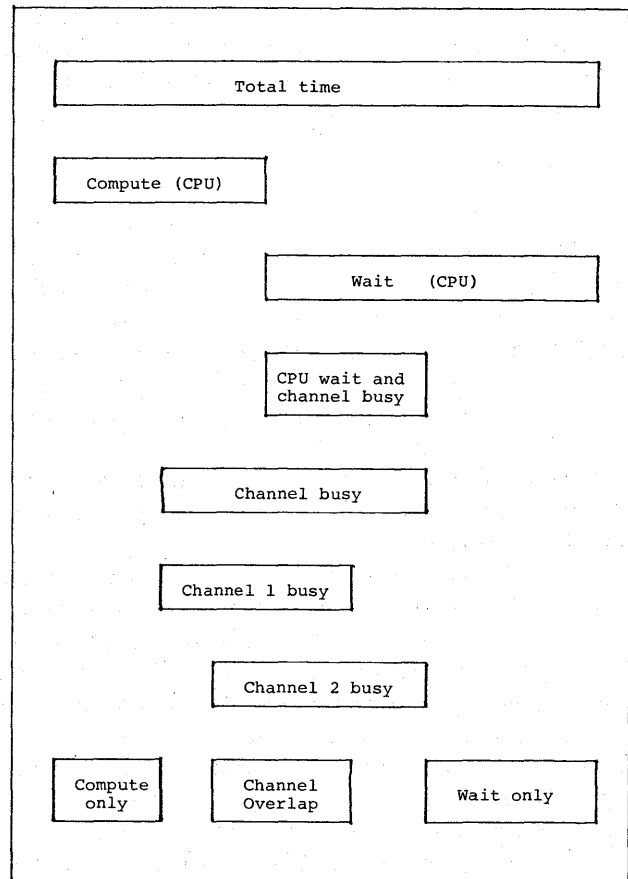 Total time
Compute (CPU)
Wait (CPU)
CPU wait and
channel busy
Channel busy
Channel 1 busy
Channel 2 busy
Compute
only
Channel
Overlap
Wait only